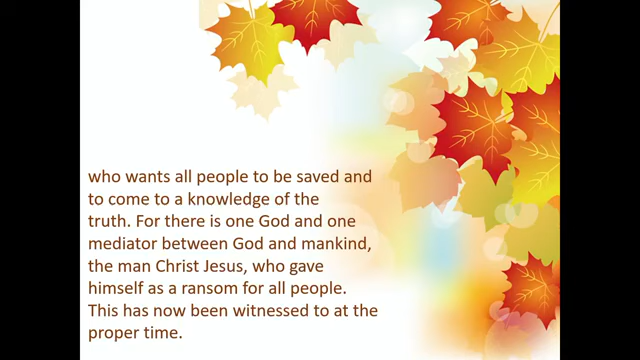 who wants all people to be saved and
to come to a knowledge of the
truth. For there is one God and one
mediator between God and mankind,
the man Christ Jesus, who gave
himself as a ransom for all people.
This has now been witnessed to at the
proper time.